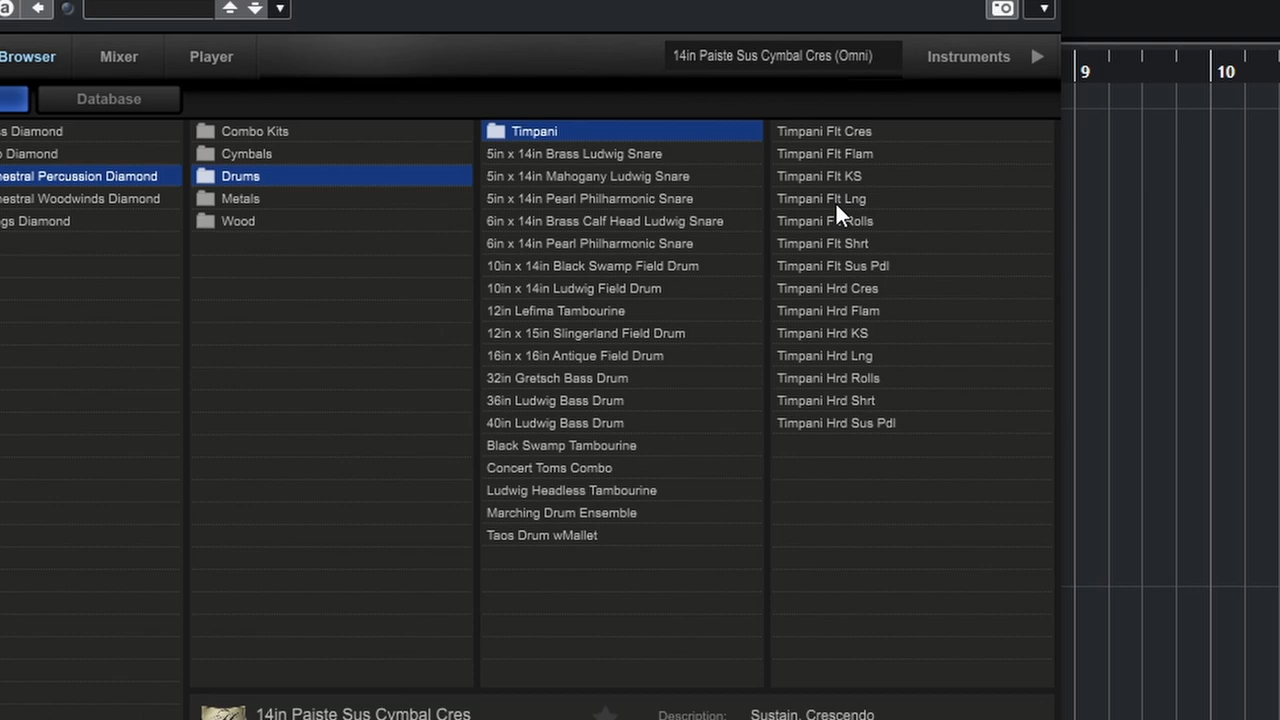 Browser
Mixer
Player
14in Paiste Sus Cymbal Cres (Omni)
Instruments
9
10
Database
s Diamond
o Diamond
nestral Percussion Diamond
nestral Woodwinds Diamond
ngs Diamond
Combo Kits
Cymbals
Drums
Metals
Wood
Timpani
5in x 14in Brass Ludwig Snare
5in x 14in Mahogany Ludwig Snare
5in x 14in Pearl Philharmonic Snare
6in x 14in Brass Calf Head Ludwig Snare
6in x 14in Pearl Philharmonic Snare
10in x 14in Black Swamp Field Drum
10in x 14in Ludwig Field Drum
12in Lefima Tambourine
12in x 15in Slingerland Field Drum
16in x 16in Antique Field Drum
32in Gretsch Bass Drum
36in Ludwig Bass Drum
40in Ludwig Bass Drum
Black Swamp Tambourine
Concert Toms Combo
Ludwig Headless Tambourine
Marching Drum Ensemble
Taos Drum wMallet
Timpani Flt Cres
Timpani Flt Flam
Timpani Flt KS
Timpani Flt Lng
Timpani Flt Rolls
Timpani Flt Shrt
Timpani Flt Sus Pdl
Timpani Hrd Cres
Timpani Hrd Flam
Timpani Hrd KS
Timpani Hrd Lng
Timpani Hrd Rolls
Timpani Hrd Shrt
Timpani Hrd Sus Pdl
14in Paiste Sus Cymbal Cres
Description: Sustain, Crescendo